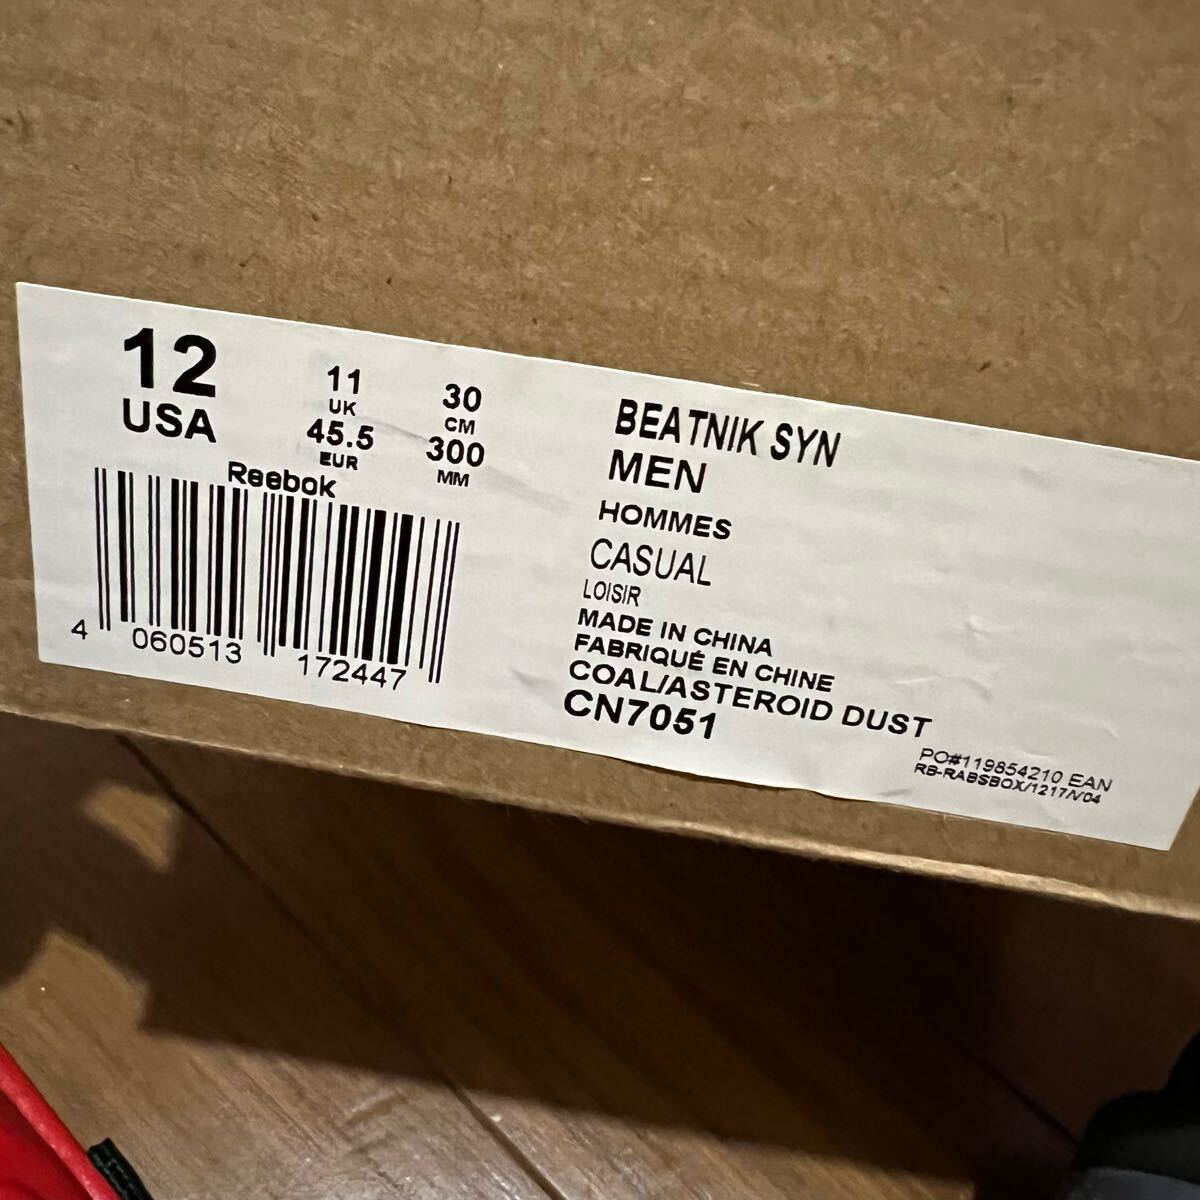 12
USA
11
UK
45.5
EUR
30
CM
300
MM
Reebok
4 060513 172447
BEATNIK SYN
MEN
HOMMES
CASUAL
LOISIR
MADE IN CHINA
FABRIQUÉ EN CHINE
COAL/ASTEROID DUST
CN7051
PO#119854210 EAN
RB-RABSBOX/1217/V04